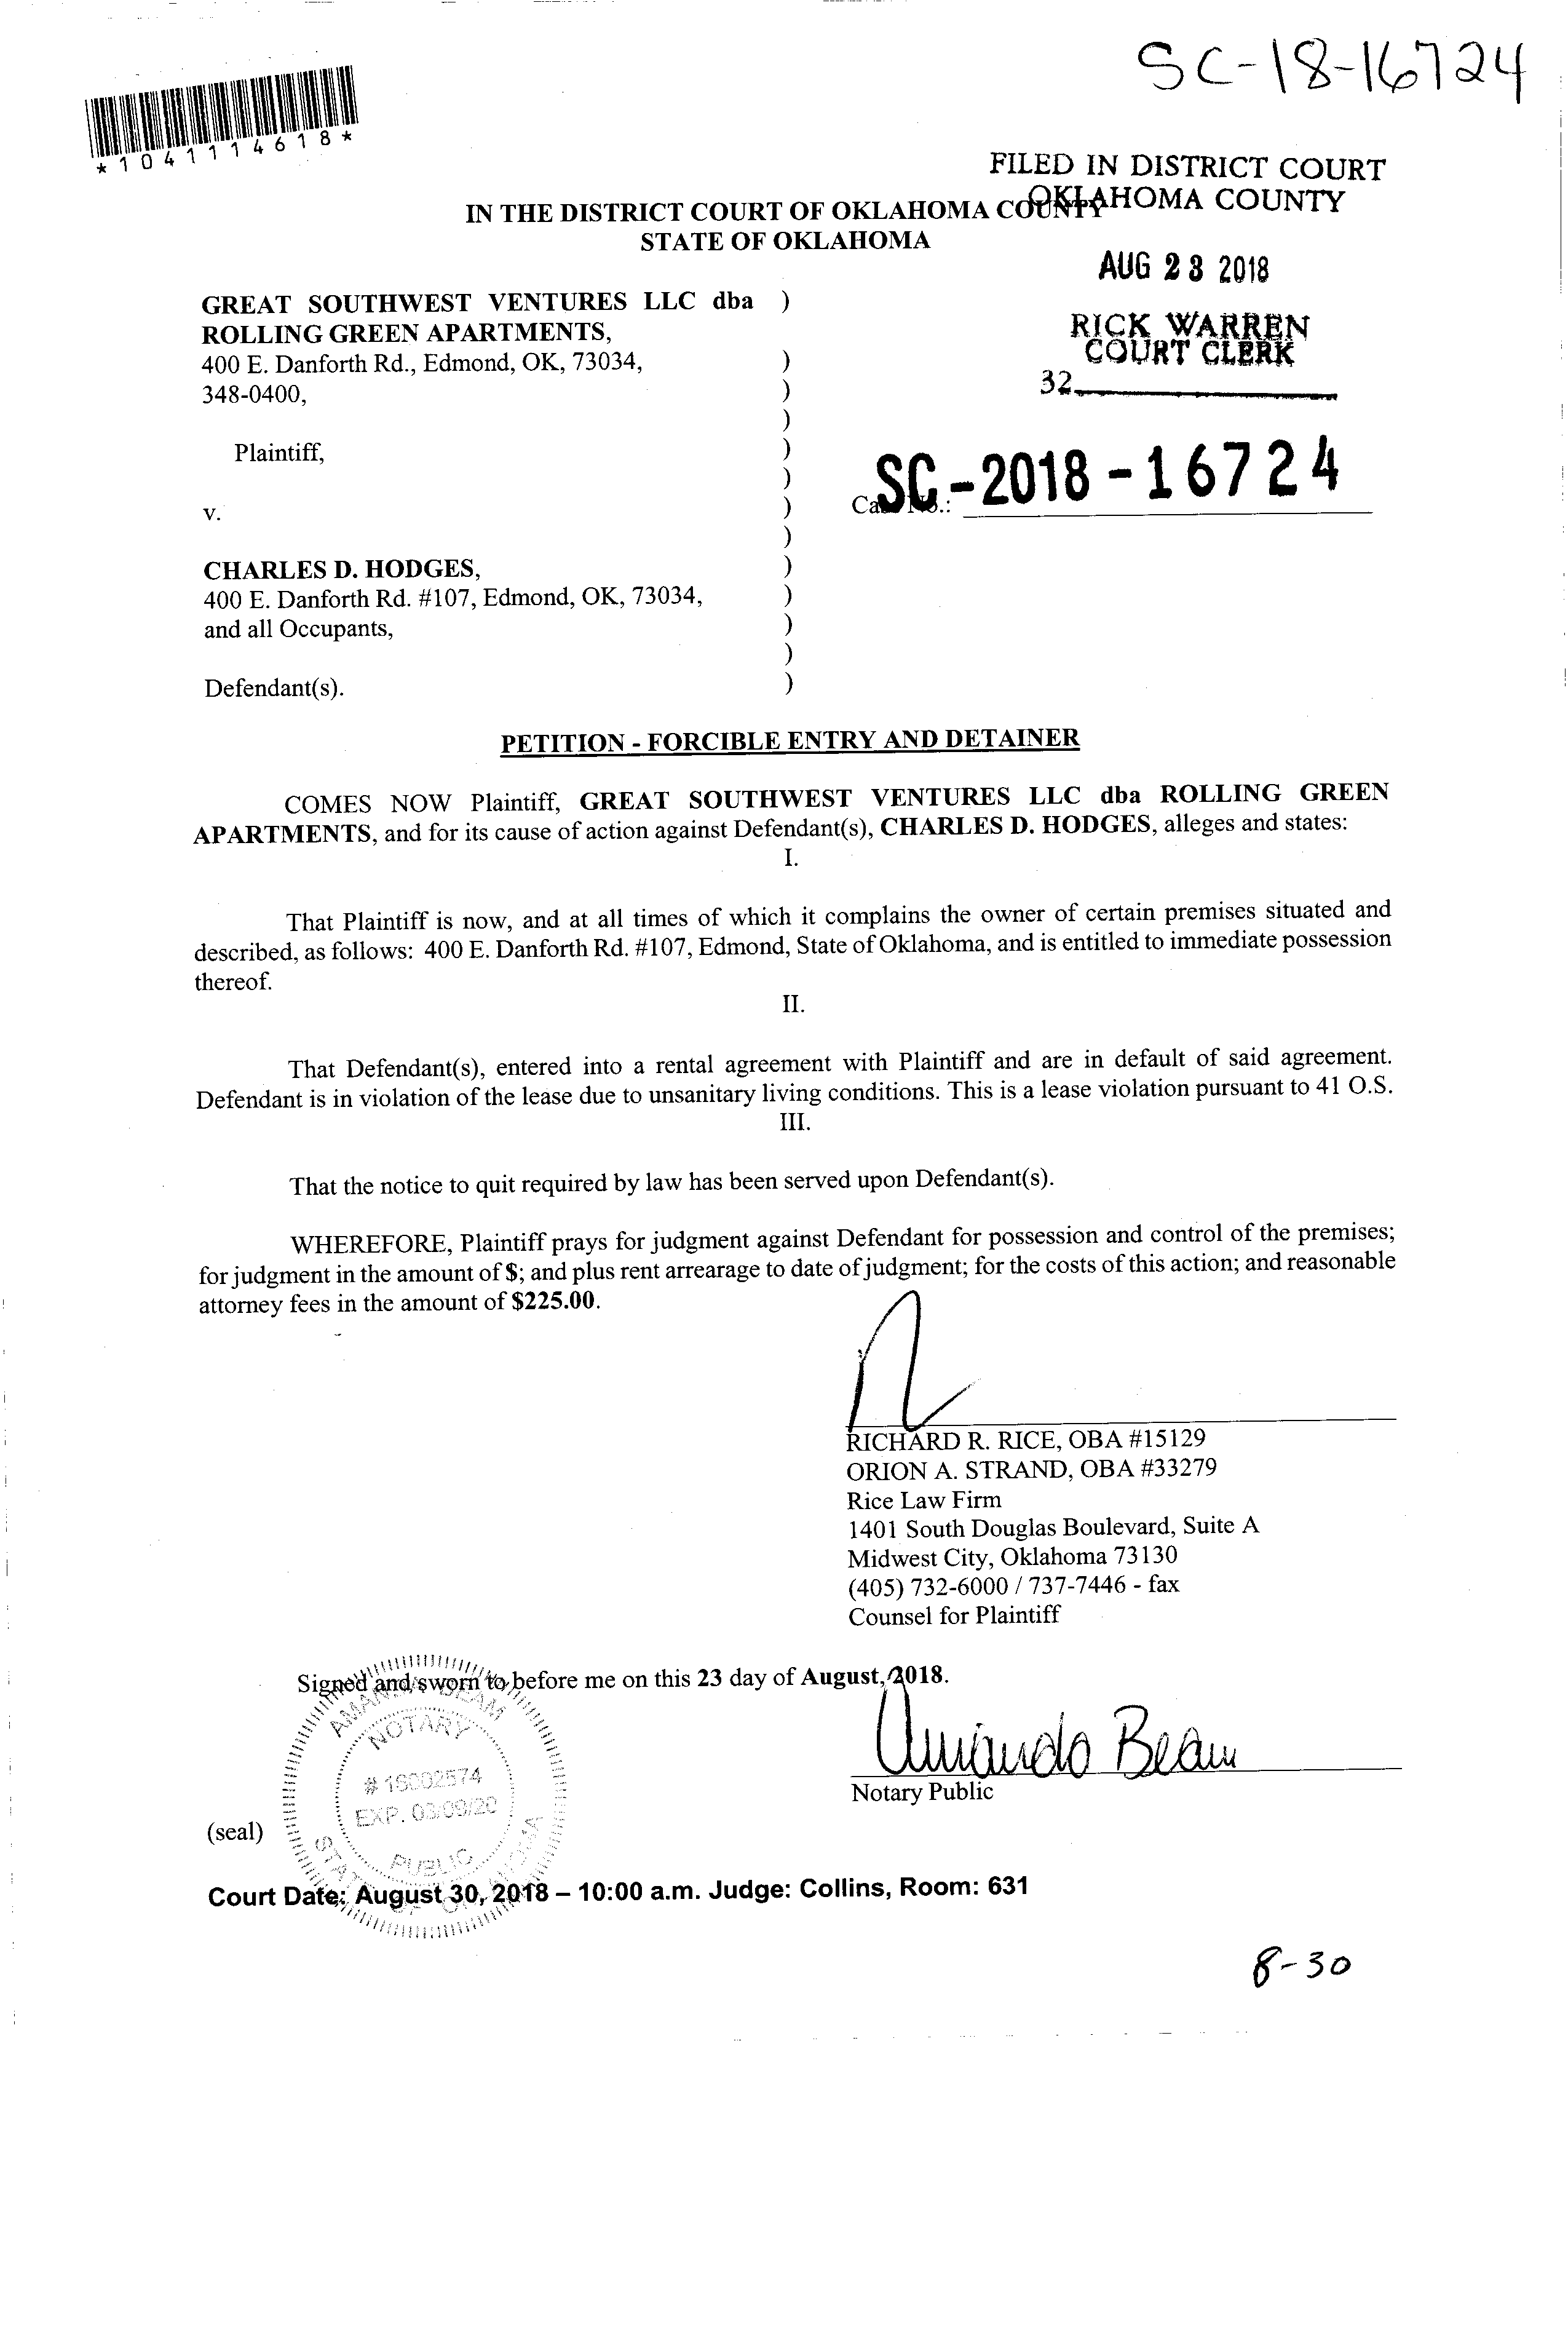 SC-18-16724
*1041114618*
FILED IN DISTRICT COURT
OKLAHOMA COUNTY
IN THE DISTRICT COURT OF OKLAHOMA COUNTY
STATE OF OKLAHOMA
AUG 23 2018
RICK WARREN
COURT CLERK
32
GREAT SOUTHWEST VENTURES LLC dba )
ROLLING GREEN APARTMENTS,
400 E. Danforth Rd., Edmond, OK, 73034, )
348-0400, )
)
Plaintiff, )
)
v. )
)
Case No.: SC-2018-16724
CHARLES D. HODGES, )
400 E. Danforth Rd. #107, Edmond, OK, 73034, )
and all Occupants, )
)
Defendant(s). )
PETITION - FORCIBLE ENTRY AND DETAINER
COMES NOW Plaintiff, GREAT SOUTHWEST VENTURES LLC dba ROLLING GREEN
APARTMENTS, and for its cause of action against Defendant(s), CHARLES D. HODGES, alleges and states:
I.
That Plaintiff is now, and at all times of which it complains the owner of certain premises situated and
described, as follows: 400 E. Danforth Rd. #107, Edmond, State of Oklahoma, and is entitled to immediate possession
thereof.
II.
That Defendant(s), entered into a rental agreement with Plaintiff and are in default of said agreement.
Defendant is in violation of the lease due to unsanitary living conditions. This is a lease violation pursuant to 41 O.S.
III.
That the notice to quit required by law has been served upon Defendant(s).
WHEREFORE, Plaintiff prays for judgment against Defendant for possession and control of the premises;
for judgment in the amount of $; and plus rent arrearage to date of judgment; for the costs of this action; and reasonable
attorney fees in the amount of $225.00.
RICHARD R. RICE, OBA #15129
ORION A. STRAND, OBA #33279
Rice Law Firm
1401 South Douglas Boulevard, Suite A
Midwest City, Oklahoma 73130
(405) 732-6000 / 737-7446 - fax
Counsel for Plaintiff
Signed and sworn to before me on this 23 day of August, 2018.
Amanda Beam
Notary Public
AMANDA BEAM
NOTARY
EXP. 03/09/20
PUBLIC
STATE OF OKLAHOMA
(seal)
Court Date: August 30, 2018 – 10:00 a.m. Judge: Collins, Room: 631
8-30